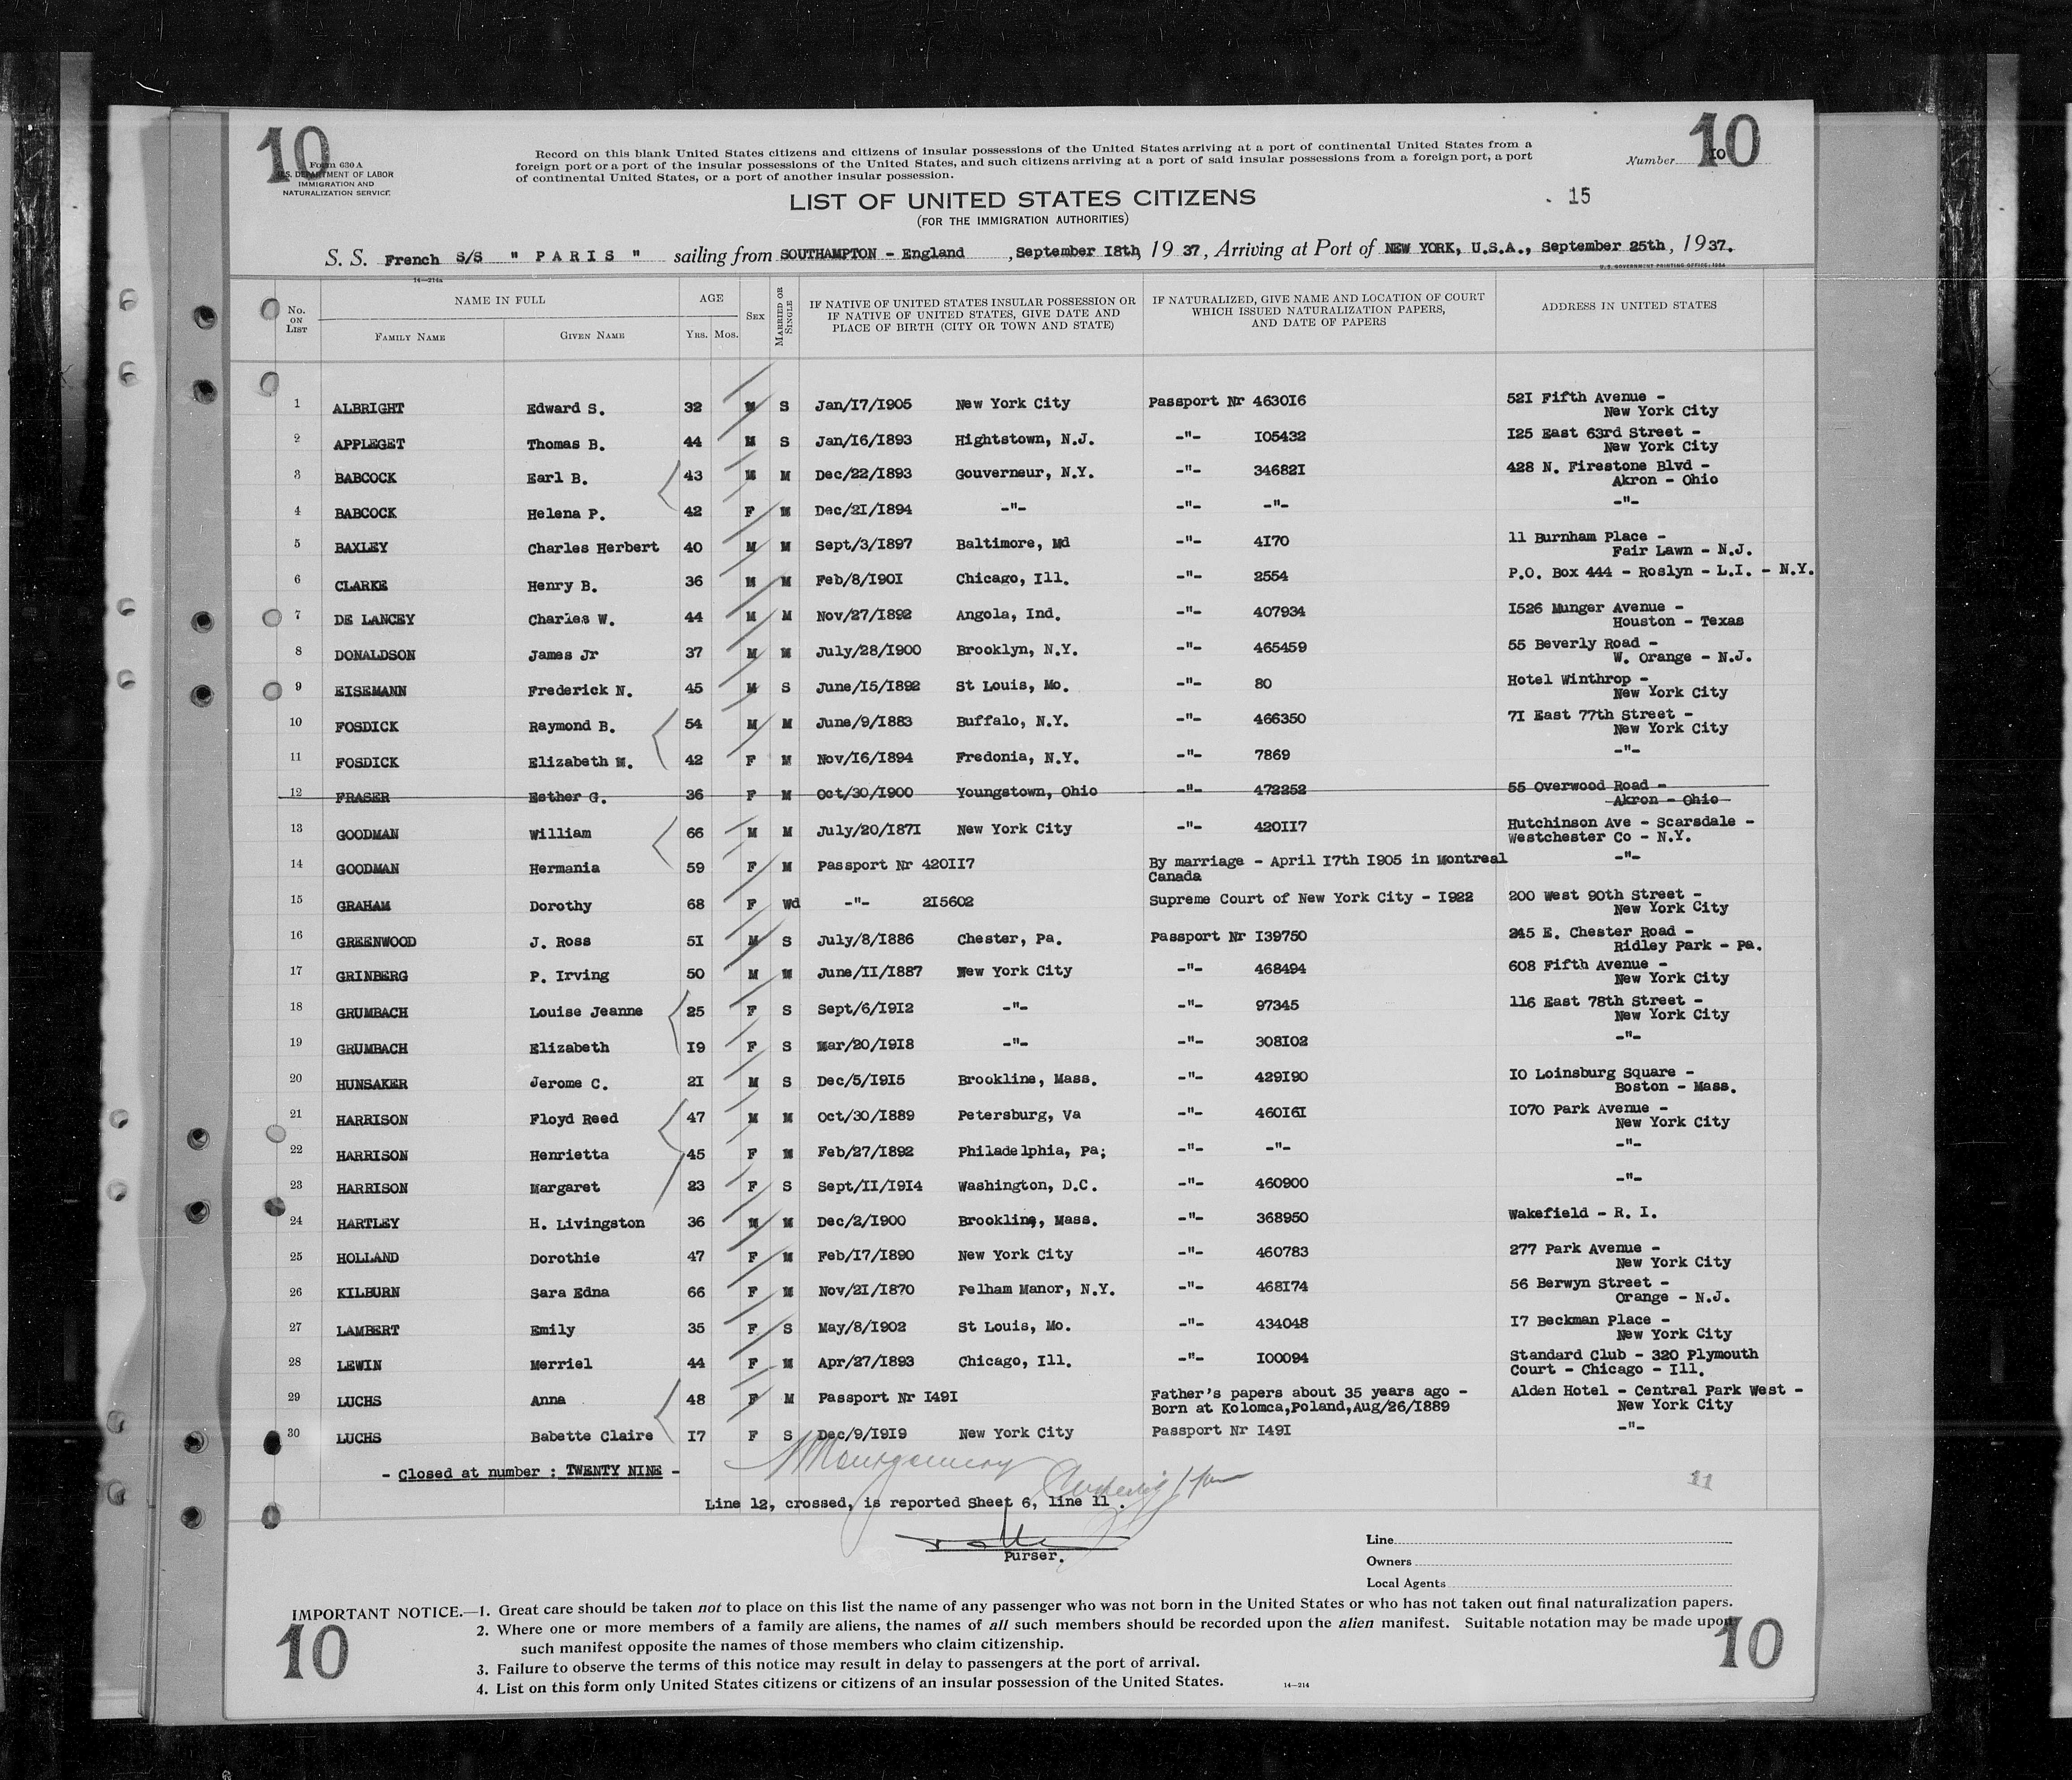 10
10
Form 630 A
U.S. DEPARTMENT OF LABOR
IMMIGRATION AND
NATURALIZATION SERVICE
Record on this blank United States citizens and citizens of insular possessions of the United States arriving at a port of continental United States from a
foreign port or a port of the insular possessions of the United States, and such citizens arriving at a port of said insular possessions from a foreign port, a port
of continental United States, or a port of another insular possession.
Number 10
LIST OF UNITED STATES CITIZENS
(FOR THE IMMIGRATION AUTHORITIES)
15
S. S. French S/S " PARIS " sailing from SOUTHAMPTON - England , September 18th, 1937, Arriving at Port of NEW YORK, U.S.A., September 25th, 1937.
14—214a
U.S. GOVERNMENT PRINTING OFFICE: 1934
No. ON LIST
NAME IN FULL
FAMILY NAME
GIVEN NAME
AGE
YRS. MOS.
SEX
MARRIED OR SINGLE
IF NATIVE OF UNITED STATES INSULAR POSSESSION OR
IF NATIVE OF UNITED STATES, GIVE DATE AND
PLACE OF BIRTH (CITY OR TOWN AND STATE)
IF NATURALIZED, GIVE NAME AND LOCATION OF COURT
WHICH ISSUED NATURALIZATION PAPERS,
AND DATE OF PAPERS
ADDRESS IN UNITED STATES
1 ALBRIGHT Edward S. 32 M S Jan/17/1905 New York City Passport Nr 463016 521 Fifth Avenue -
New York City
2 APPLEGET Thomas B. 44 M S Jan/16/1893 Hightstown, N.J. -"- 105432 125 East 63rd Street -
New York City
3 BABCOCK Earl B. 43 M M Dec/22/1893 Gouverneur, N.Y. -"- 346821 428 N. Firestone Blvd -
Akron - Ohio
4 BABCOCK Helena P. 42 F M Dec/21/1894 -"- -"- -"- -"-
5 BAXLEY Charles Herbert 40 M M Sept/3/1897 Baltimore, Md -"- 4170 11 Burnham Place -
Fair Lawn - N.J.
6 CLARKE Henry B. 36 M M Feb/8/1901 Chicago, Ill. -"- 2554 P.O. Box 444 - Roslyn - L.I. - N.Y.
7 DE LANCEY Charles W. 44 M M Nov/27/1892 Angola, Ind. -"- 407934 1526 Munger Avenue -
Houston - Texas
8 DONALDSON James Jr 37 M M July/28/1900 Brooklyn, N.Y. -"- 465459 55 Beverly Road -
W. Orange - N.J.
9 EISEMANN Frederick N. 45 M S June/15/1892 St Louis, Mo. -"- 80 Hotel Winthrop -
New York City
10 FOSDICK Raymond B. 54 M M June/9/1883 Buffalo, N.Y. -"- 466350 71 East 77th Street -
New York City
11 FOSDICK Elizabeth M. 42 F M Nov/16/1894 Fredonia, N.Y. -"- 7869 -"-
12 FRASER Esther G. 36 F M Oct/30/1900 Youngstown, Ohio -"- 472252 55 Overwood Road -
Akron - Ohio
13 GOODMAN William 66 M M July/20/1871 New York City -"- 420117 Hutchinson Ave - Scarsdale -
Westchester Co - N.Y.
14 GOODMAN Hermania 59 F M Passport Nr 420117 By marriage - April 17th 1905 in Montreal -"-
Canada
15 GRAHAM Dorothy 68 F Wd -"- 215602 Supreme Court of New York City - 1922 200 West 90th Street -
New York City
16 GREENWOOD J. Ross 51 M S July/8/1886 Chester, Pa. Passport Nr 139750 245 E. Chester Road -
Ridley Park - Pa.
17 GRINBERG P. Irving 50 M M June/11/1887 New York City -"- 468494 608 Fifth Avenue -
New York City
18 GRUMBACH Louise Jeanne 25 F S Sept/6/1912 -"- -"- 97345 116 East 78th Street -
New York City
19 GRUMBACH Elizabeth 19 F S Mar/20/1918 -"- -"- 308102 -"-
20 HUNSAKER Jerome C. 21 M S Dec/5/1915 Brookline, Mass. -"- 429190 10 Loinsburg Square -
Boston - Mass.
21 HARRISON Floyd Reed 47 M M Oct/30/1889 Petersburg, Va -"- 460161 1070 Park Avenue -
New York City
22 HARRISON Henrietta 45 F M Feb/27/1892 Philadelphia, Pa; -"- -"- -"-
23 HARRISON Margaret 23 F S Sept/11/1914 Washington, D.C. -"- 460900 -"-
24 HARTLEY H. Livingston 36 M M Dec/2/1900 Brookline, Mass. -"- 368950 Wakefield - R. I.
25 HOLLAND Dorothie 47 F M Feb/17/1890 New York City -"- 460783 277 Park Avenue -
New York City
26 KILBURN Sara Edna 66 F M Nov/21/1870 Pelham Manor, N.Y. -"- 468174 56 Berwyn Street -
Orange - N.J.
27 LAMBERT Emily 35 F S May/8/1902 St Louis, Mo. -"- 434048 17 Beckman Place -
New York City
28 LEWIN Merriel 44 F M Apr/27/1893 Chicago, Ill. -"- 100094 Standard Club - 320 Plymouth
Court - Chicago - Ill.
29 LUCHS Anna 48 F M Passport Nr 1491 Father's papers about 35 years ago - Alden Hotel - Central Park West -
Born at Kolomca,Poland,Aug/26/1889 New York City
30 LUCHS Babette Claire 17 F S Dec/9/1919 New York City Passport Nr 1491 -"-
- Closed at number : TWENTY NINE -
Montgomery
11
Line 12, crossed, is reported Sheet 6, line 11 .
Purser.
Line
Owners
Local Agents
IMPORTANT NOTICE.—1. Great care should be taken not to place on this list the name of any passenger who was not born in the United States or who has not taken out final naturalization papers.
2. Where one or more members of a family are aliens, the names of all such members should be recorded upon the alien manifest. Suitable notation may be made upon
such manifest opposite the names of those members who claim citizenship.
3. Failure to observe the terms of this notice may result in delay to passengers at the port of arrival.
4. List on this form only United States citizens or citizens of an insular possession of the United States.
14—214
10
10